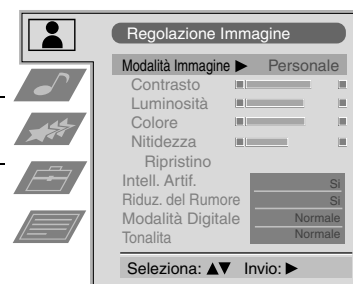 Regolazione Immagine
Modalità Immagine ▶ Personale
Contrasto
Luminosità
Colore
Nitidezza
Ripristino
Intell. Artif. Si
Riduz. del Rumore Si
Modalità Digitale Normale
Tonalita Normale
Seleziona: ▲▼ Invio: ▶